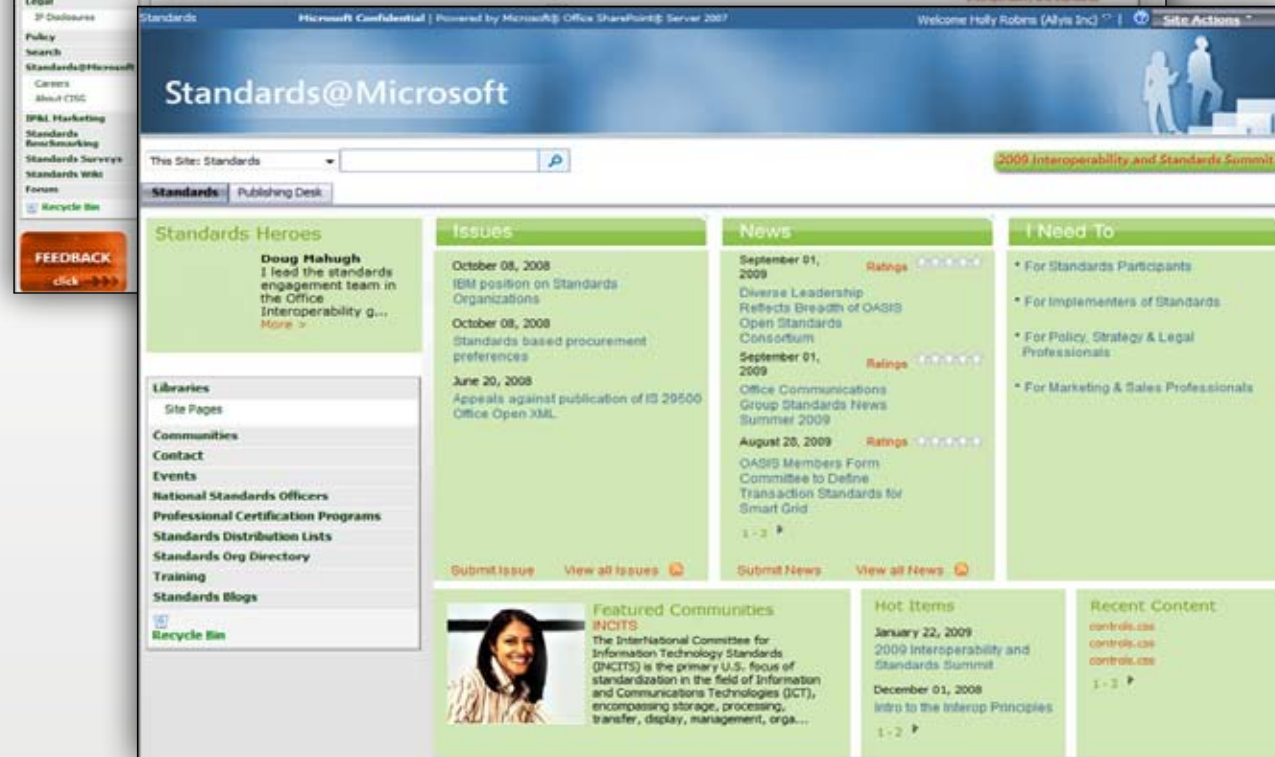 Legal
IP Disclosures
Policy
Search
Standards@Microsoft
Careers
About CISG
IP&L Marketing
Standards
Benchmarking
Standards Surveys
Standards Wiki
Forum
Recycle Bin
FEEDBACK
click
Standards
Microsoft Confidential | Powered by Microsoft® Office SharePoint® Server 2007
Welcome Holly Robins (Allyis Inc)
Site Actions
Standards@Microsoft
This Site: Standards
2009 Interoperability and Standards Summit
Standards
Publishing Desk
Standards Heroes
Doug Mahugh
I lead the standards
engagement team in
the Office
Interoperability g...
More >
Libraries
Site Pages
Communities
Contact
Events
National Standards Officers
Professional Certification Programs
Standards Distribution Lists
Standards Org Directory
Training
Standards Blogs
Recycle Bin
Issues
October 08, 2008
IBM position on Standards
Organizations
October 08, 2008
Standards based procurement
preferences
June 20, 2008
Appeals against publication of IS 29500
Office Open XML
Submit Issue
View all Issues
News
September 01,
2009
Ratings
Diverse Leadership
Reflects Breadth of OASIS
Open Standards
Consortium
September 01,
2009
Ratings
Office Communications
Group Standards News
Summer 2009
August 28, 2009
Ratings
OASIS Members Form
Committee to Define
Transaction Standards for
Smart Grid
1 - 3
Submit News
View all News
I Need To
* For Standards Participants
* For Implementers of Standards
* For Policy, Strategy & Legal
Professionals
* For Marketing & Sales Professionals
Featured Communities
INCITS
The InterNational Committee for
Information Technology Standards
(INCITS) is the primary U.S. focus of
standardization in the field of Information
and Communications Technologies (ICT),
encompassing storage, processing,
transfer, display, management, orga...
Hot Items
January 22, 2009
2009 Interoperability and
Standards Summit
December 01, 2008
Intro to the Interop Principles
1 - 2
Recent Content
controls.css
controls.css
controls.css
1 - 3